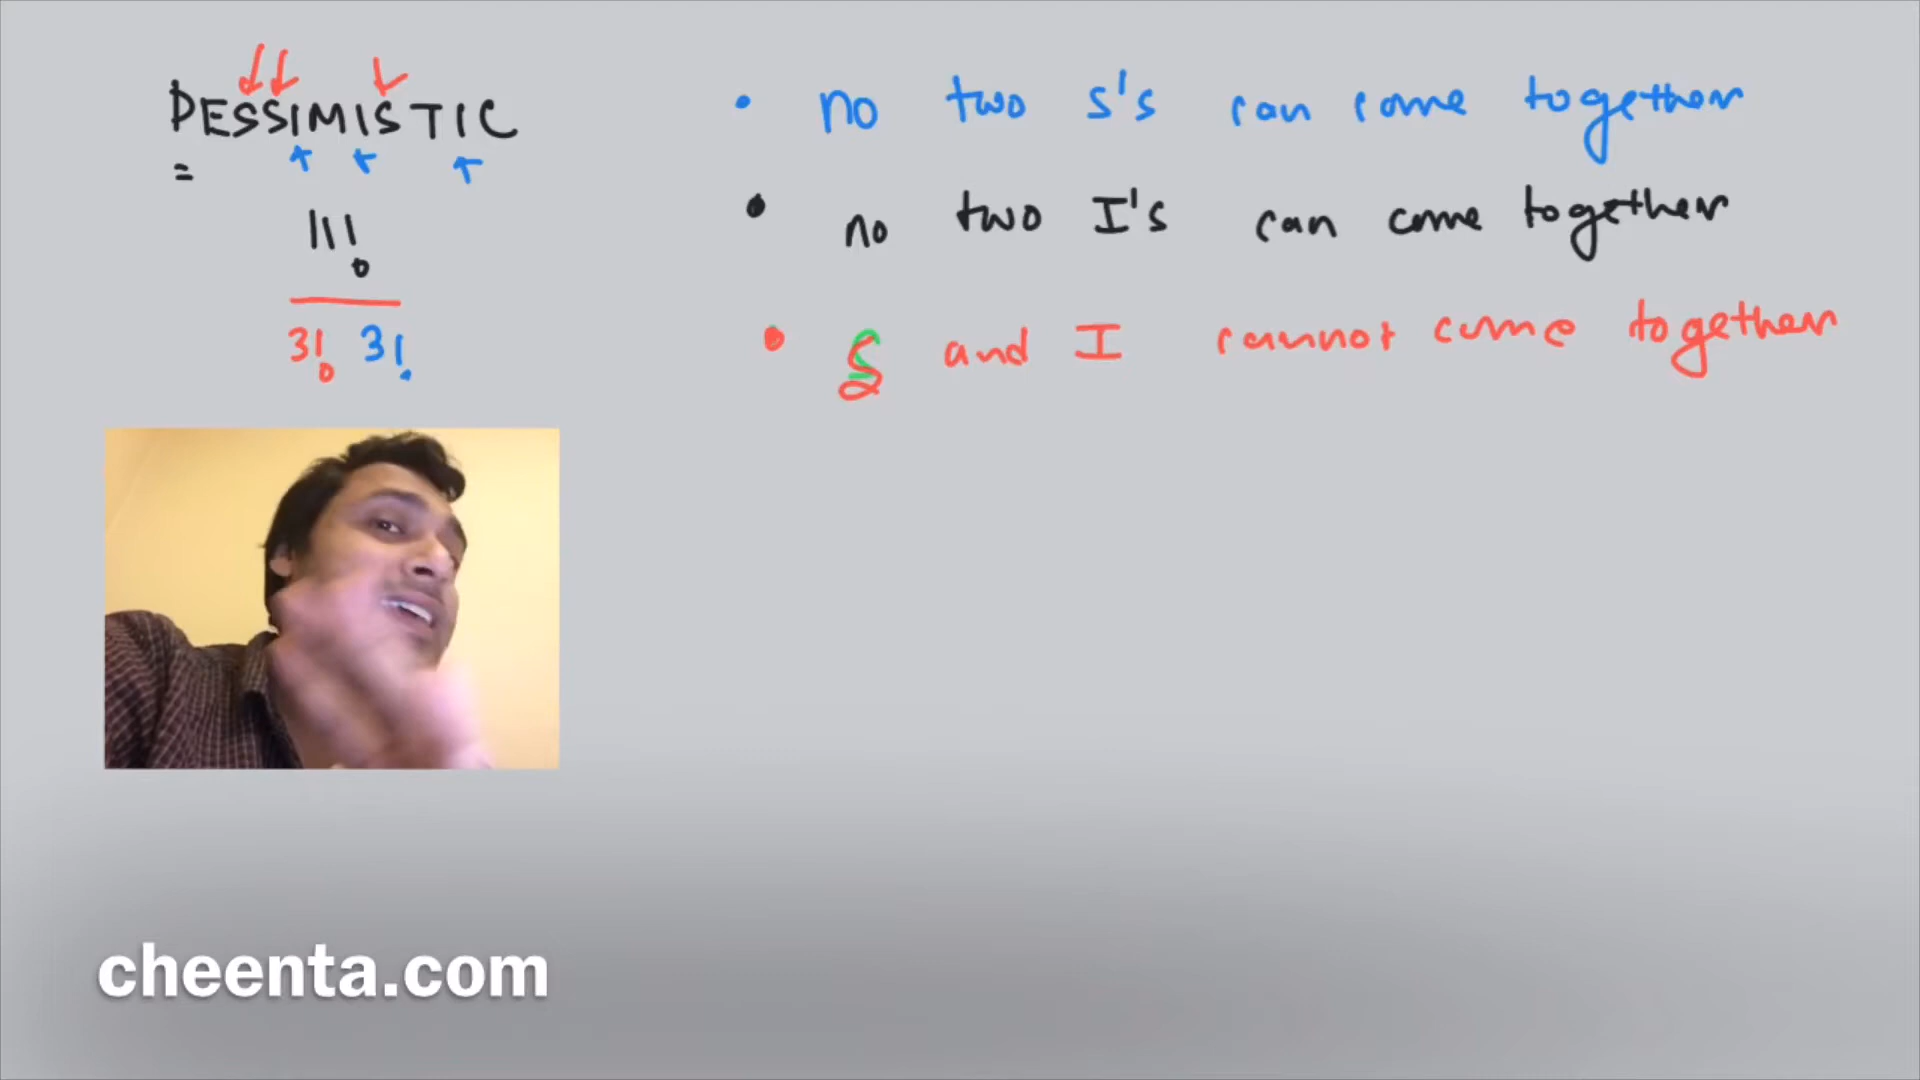 PESSIMISTIC
=
11!
3! 3!
• no two s's can come together
• no two I's can come together
• S and I cannot come together
cheenta.com